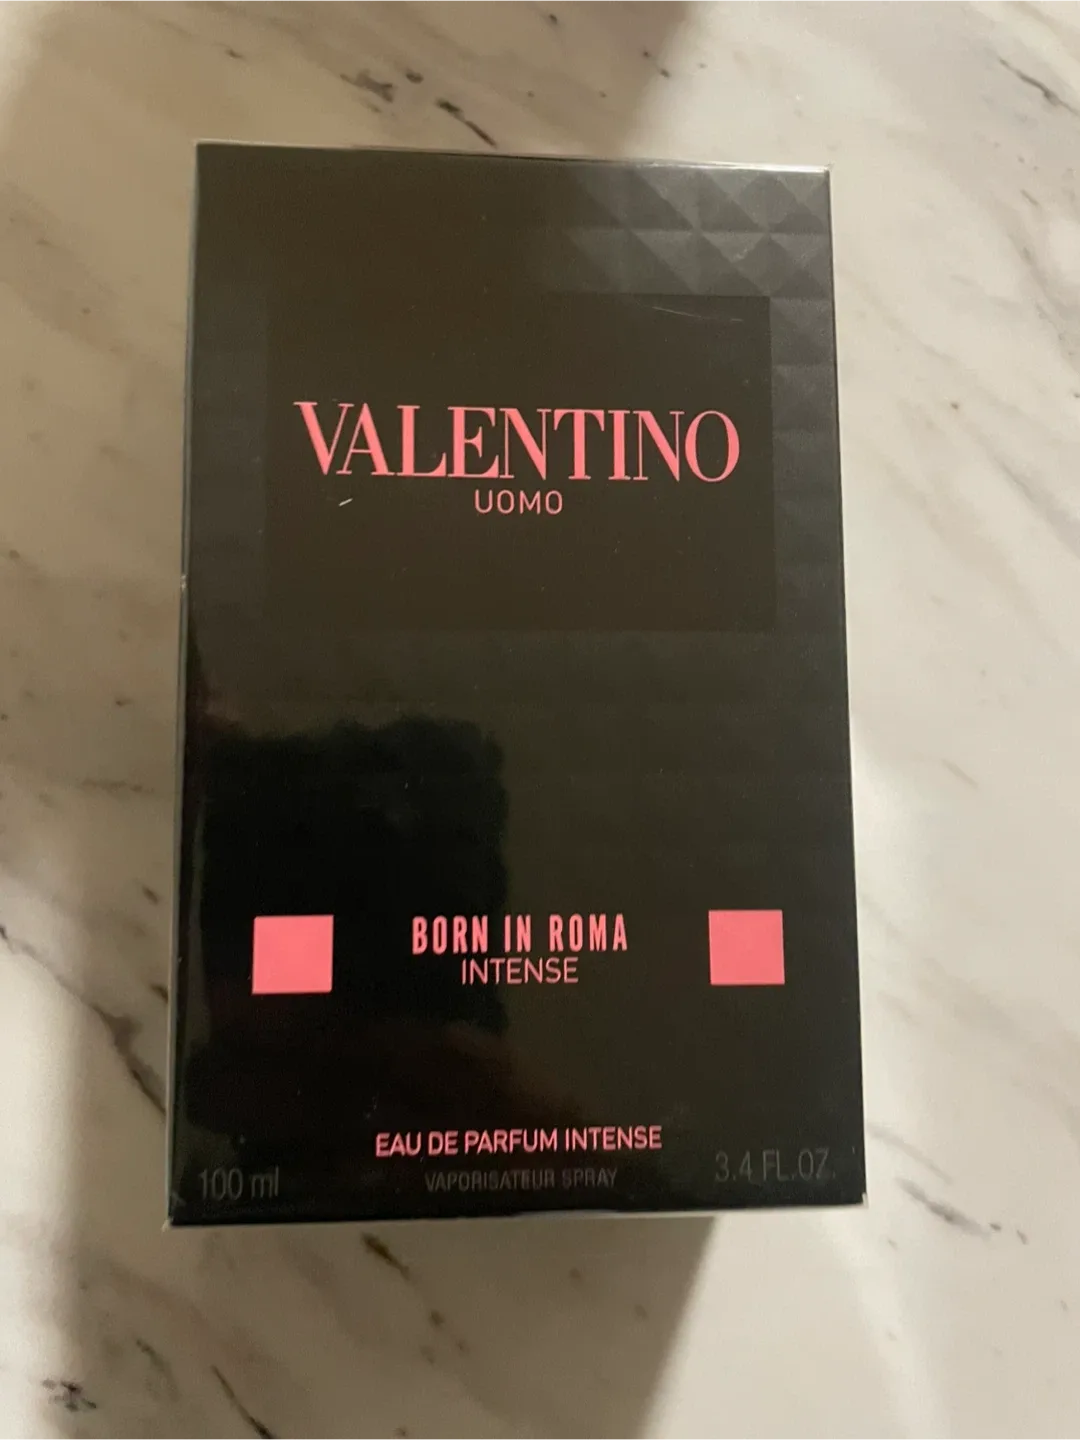 VALENTINO
UOMO
BORN IN ROMA
INTENSE
EAU DE PARFUM INTENSE
100 ml
VAPORISATEUR SPRAY
3.4 FL.OZ.